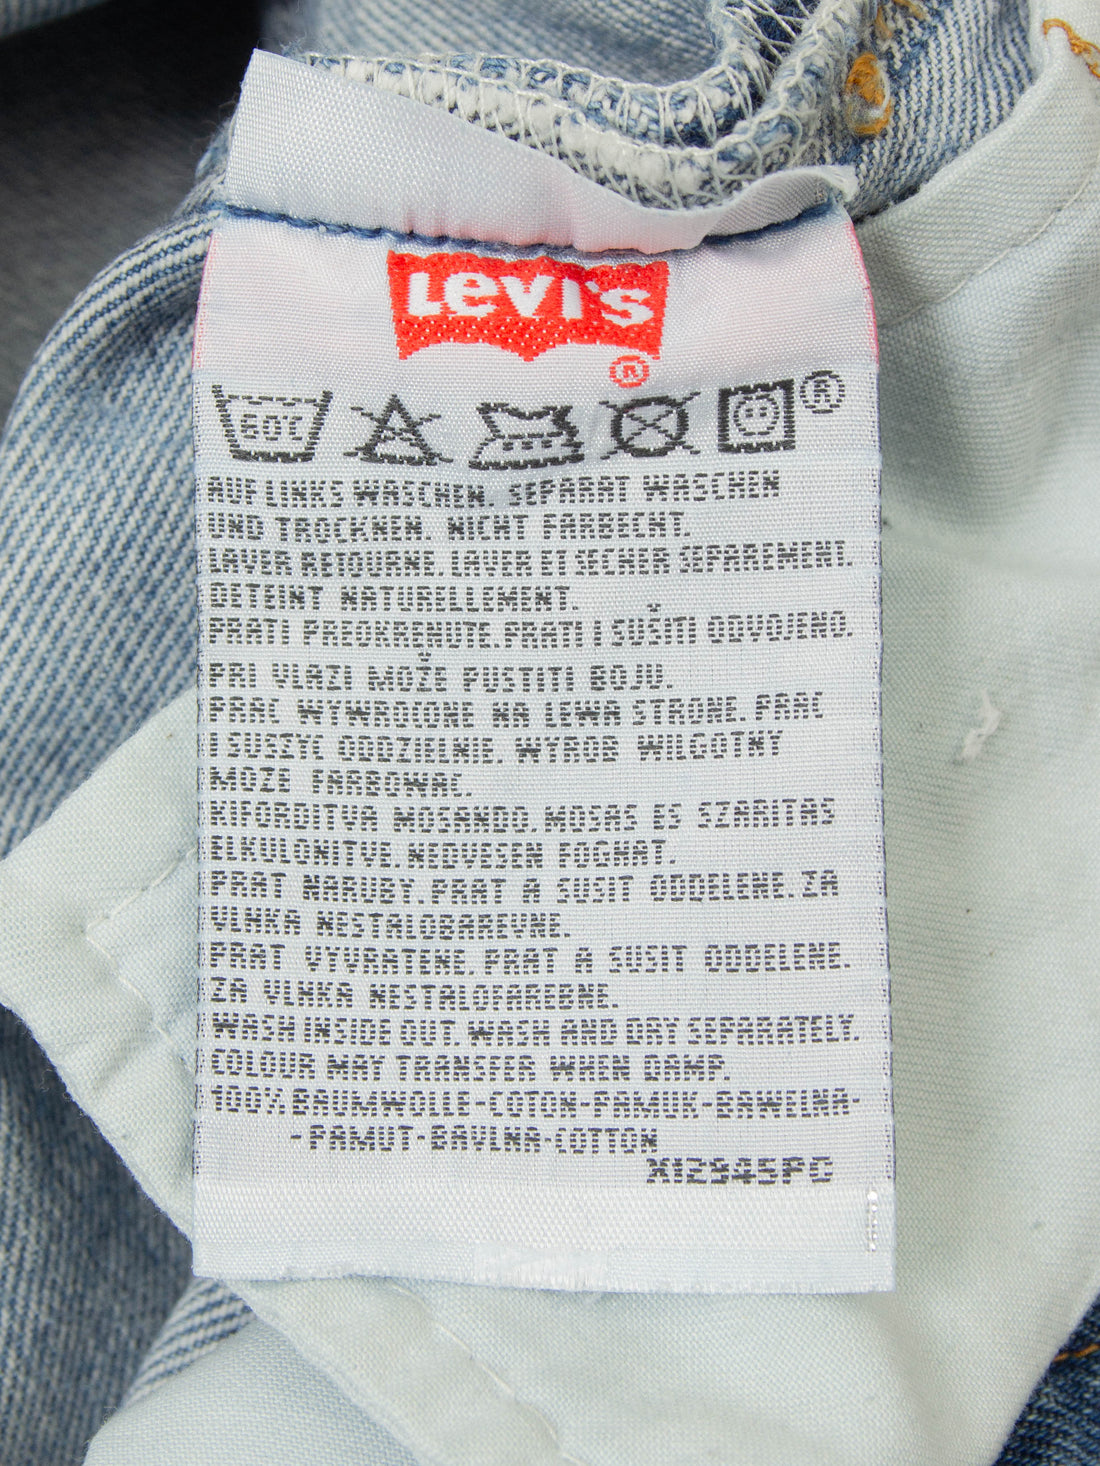 Levi's
®
60°C
®
AUF LINKS WASCHEN. SEPARAT WASCHEN
UND TROCKNEN. NICHT FARBECHT.
LAVER RETOURNE. LAVER ET SECHER SEPAREMENT.
DETEINT NATURELLEMENT.
PRATI PREOKRENUTE. PRATI I SUŠITI ODVOJENO.
PRI VLAZI MOŽE PUSTITI BOJU.
PRAC WYWROCONE NA LEWA STRONE. PRAC
I SUSZYC ODDZIELNIE. WYROB WILGOTNY
MOZE FARBOWAC.
KIFORDITVA MOSANDO. MOSAS ES SZARITAS
ELKULONITVE. NEDVESEN FOGHAT.
PRAT NARUBY. PRAT A SUSIT ODDELENE. ZA
VLHKA NESTALOBAREVNE.
PRAT VYVRATENE. PRAT A SUSIT ODDELENE.
ZA VLHKA NESTALOFAREBNE.
WASH INSIDE OUT. WASH AND DRY SEPARATELY.
COLOUR MAY TRANSFER WHEN DAMP.
100% BAUMWOLLE-COTON-PAMUK-BAWELNA-
-PAMUT-BAVLNA-COTTON
X12945PO